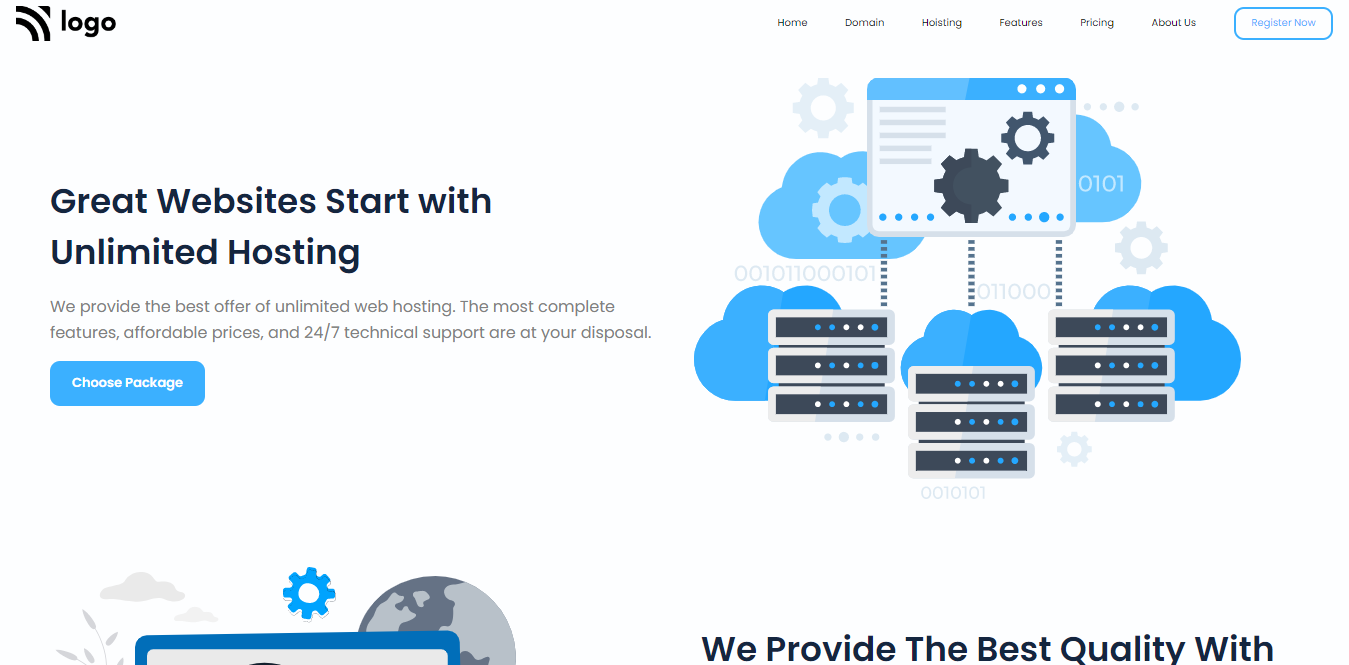 logo
Home Domain Hoisting Features Pricing About Us Register Now
Great Websites Start with
Unlimited Hosting
We provide the best offer of unlimited web hosting. The most complete
features, affordable prices, and 24/7 technical support are at your disposal.
Choose Package
0101
001011000101
011000
0010101
We Provide The Best Quality With